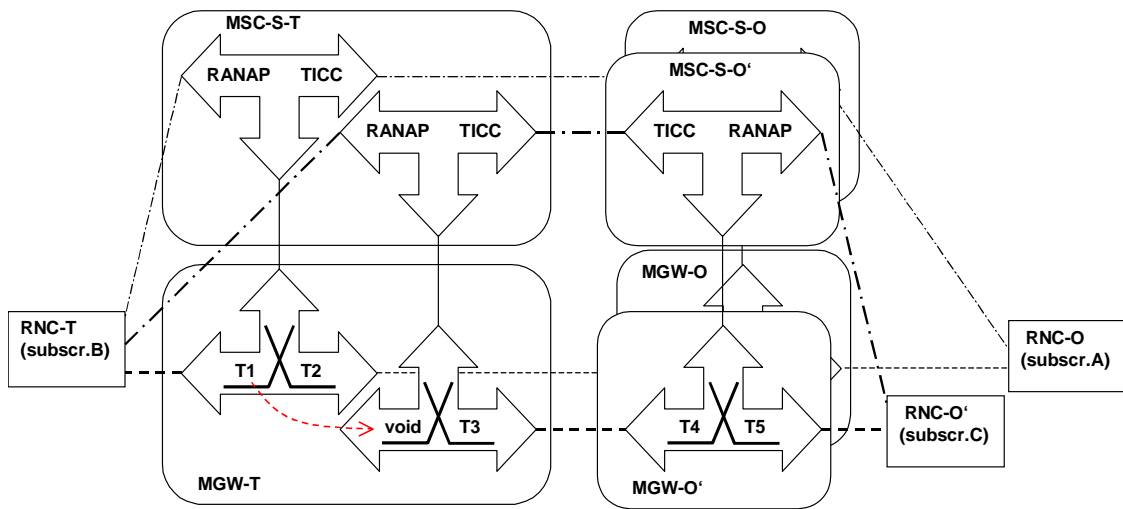 MSC-S-T
MSC-S-O
MSC-S-O‘
RANAP TICC
RANAP TICC
TICC RANAP
MGW-O
RNC-T
(subscr.B)
RNC-O
(subscr.A)
T1 T2
void T3
T4 T5
RNC-O‘
(subscr.C)
MGW-T
MGW-O‘